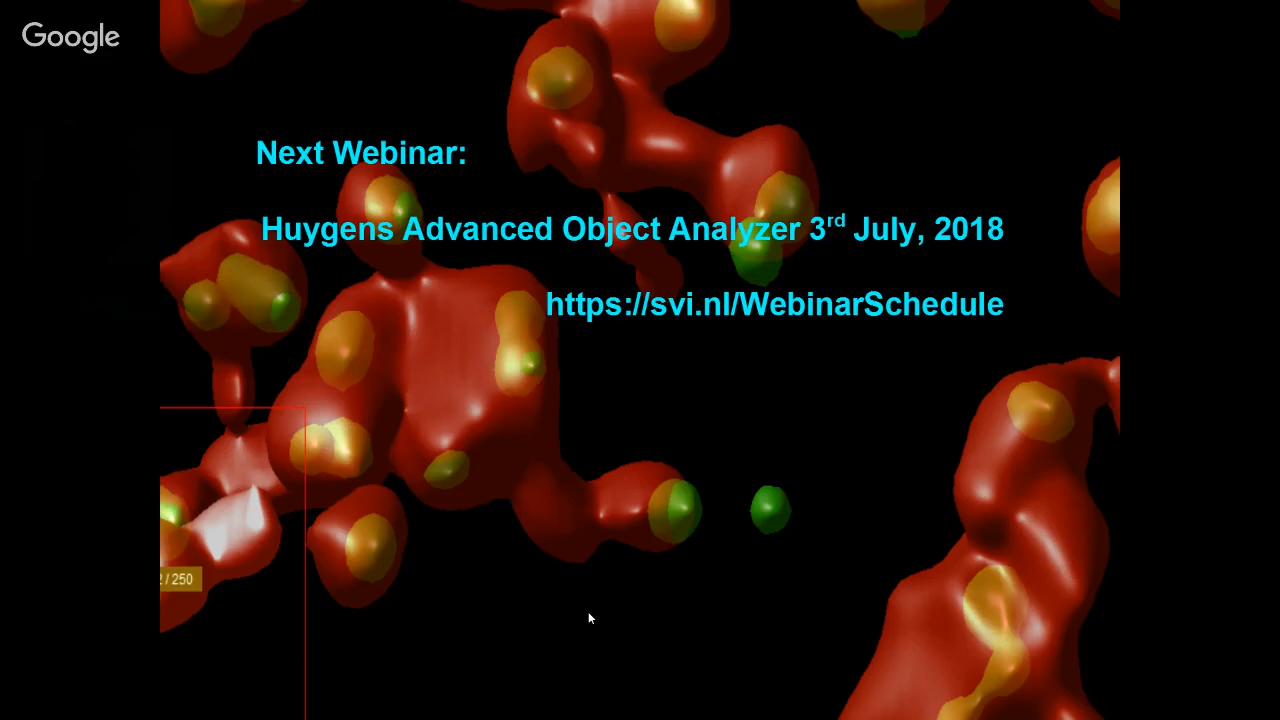 Google
Next Webinar:
Huygens Advanced Object Analyzer 3rd July, 2018
https://svi.nl/WebinarSchedule
/ 250